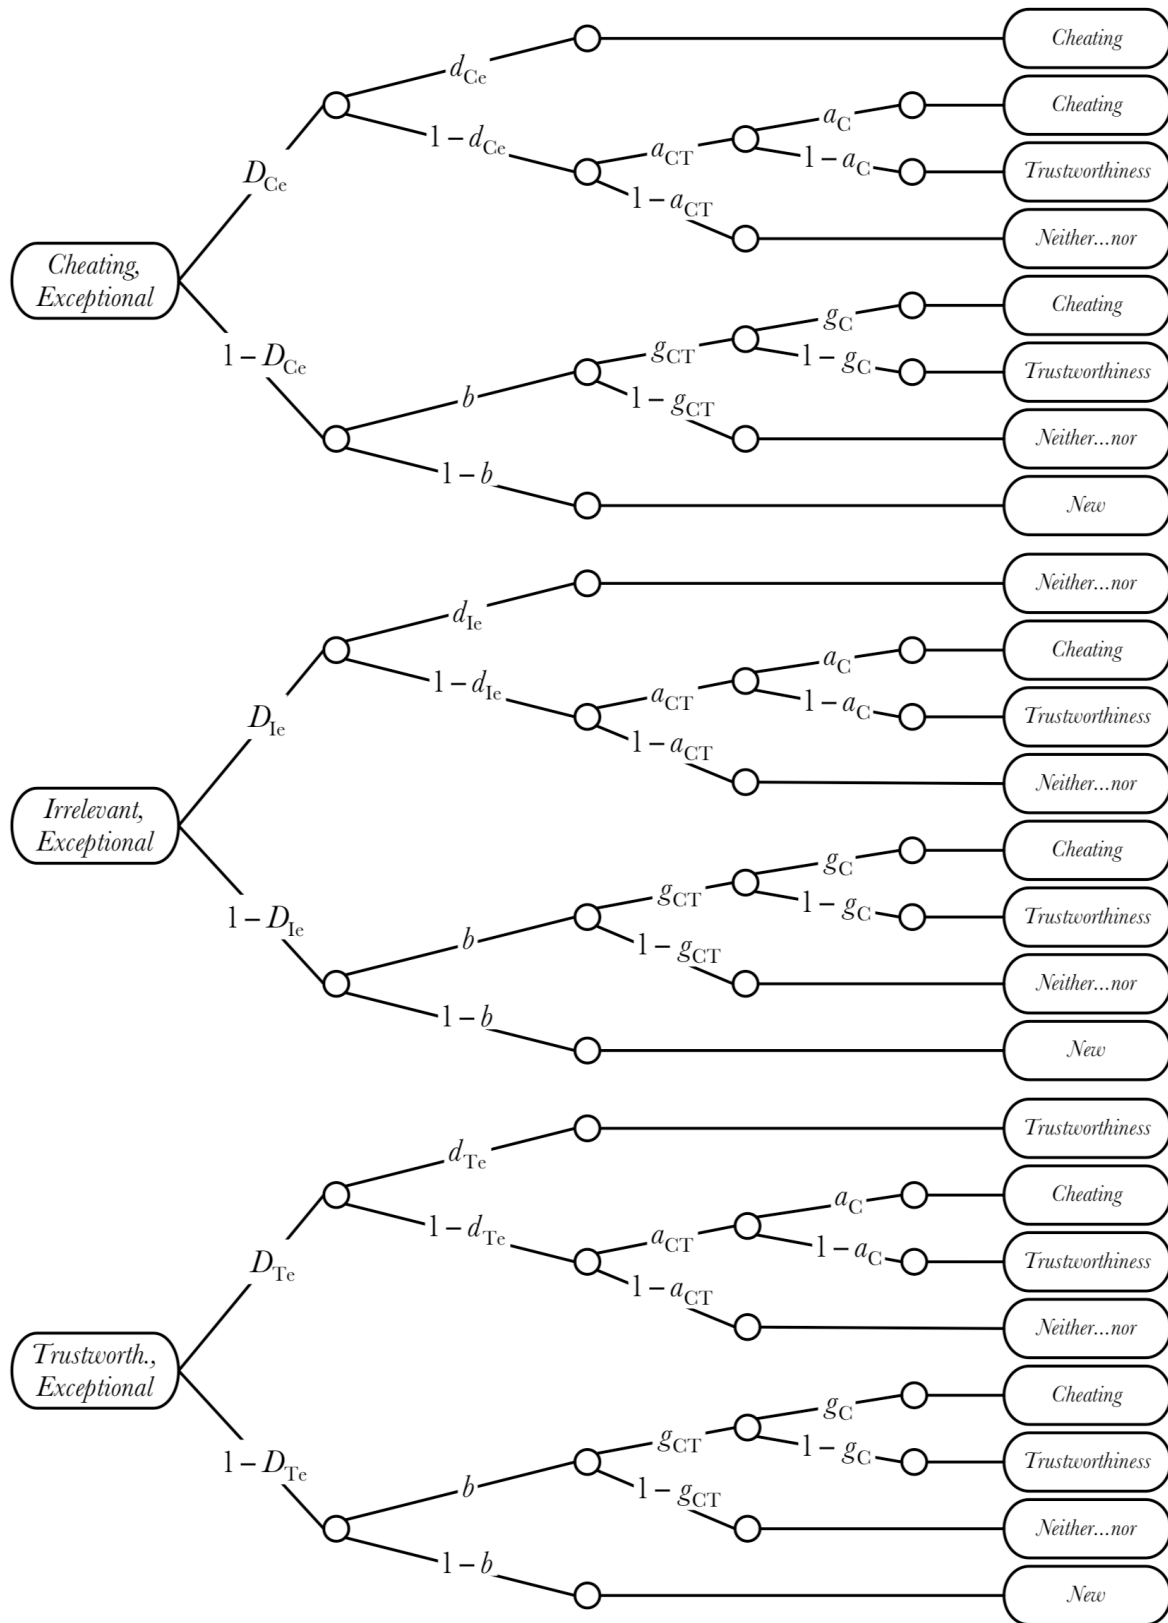 Cheating
d_Ce
Cheating
a_C
1 – d_Ce
a_CT
1 – a_C
Trustworthiness
D_Ce
1 – a_CT
Neither...nor
Cheating,
Exceptional
Cheating
g_C
1 – D_Ce
g_CT
1 – g_C
Trustworthiness
b
1 – g_CT
Neither...nor
1 – b
New
Neither...nor
d_Ie
Cheating
a_C
1 – d_Ie
a_CT
1 – a_C
Trustworthiness
D_Ie
1 – a_CT
Neither...nor
Irrelevant,
Exceptional
Cheating
g_C
g_CT
1 – g_C
Trustworthiness
1 – D_Ie
b
1 – g_CT
Neither...nor
1 – b
New
Trustworthiness
d_Te
Cheating
a_C
1 – d_Te
a_CT
1 – a_C
Trustworthiness
D_Te
1 – a_CT
Neither...nor
Trustworth.,
Exceptional
Cheating
g_C
g_CT
1 – g_C
Trustworthiness
1 – D_Te
b
1 – g_CT
Neither...nor
1 – b
New